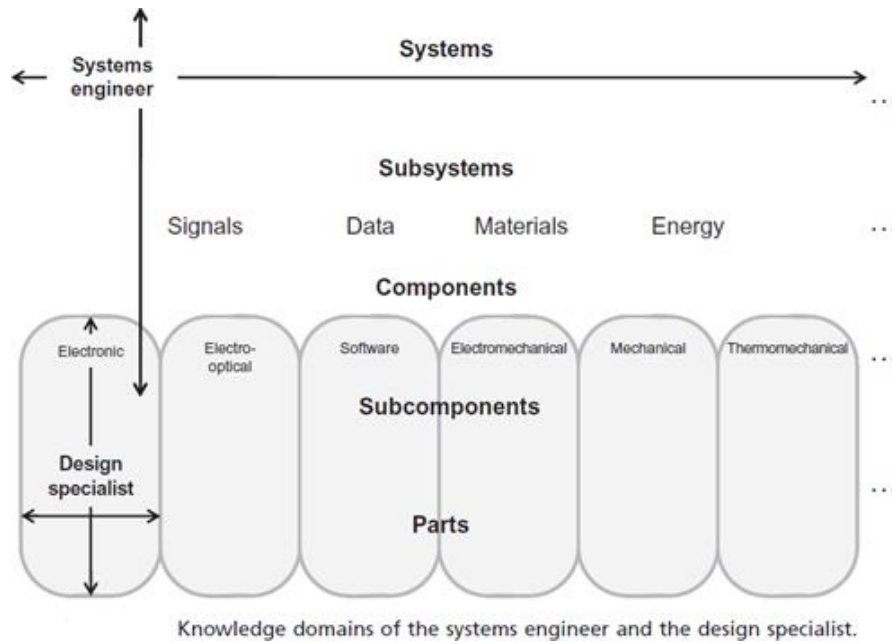 Systems
Systems
engineer
...
Subsystems
Signals Data Materials Energy ...
Components
Electronic Electro- Software Electromechanical Mechanical Thermomechanical ...
optical
Subcomponents
Design
specialist
...
Parts
Knowledge domains of the systems engineer and the design specialist.